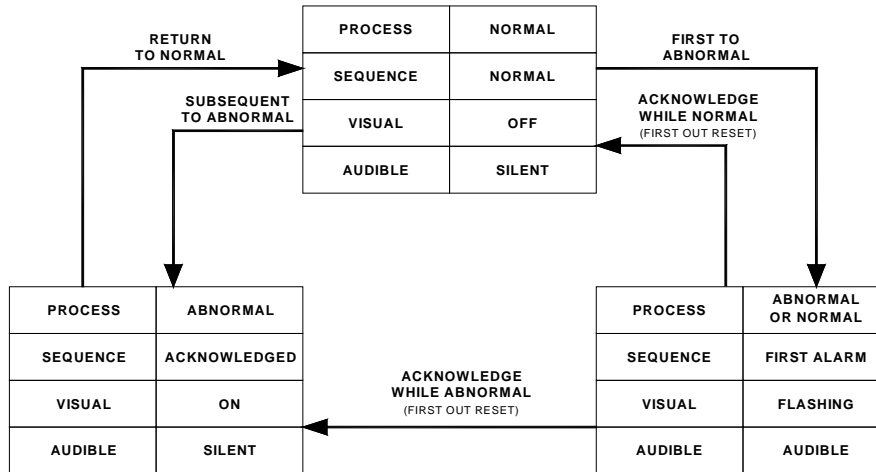 PROCESS NORMAL
SEQUENCE NORMAL
VISUAL OFF
AUDIBLE SILENT
RETURN
TO NORMAL
FIRST TO
ABNORMAL
SUBSEQUENT
TO ABNORMAL
ACKNOWLEDGE
WHILE NORMAL
(FIRST OUT RESET)
PROCESS ABNORMAL
SEQUENCE ACKNOWLEDGED
VISUAL ON
AUDIBLE SILENT
ACKNOWLEDGE
WHILE ABNORMAL
(FIRST OUT RESET)
PROCESS ABNORMAL
OR NORMAL
SEQUENCE FIRST ALARM
VISUAL FLASHING
AUDIBLE AUDIBLE